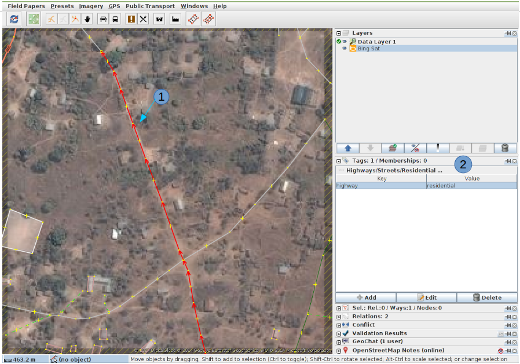 Field Papers Presets Imagery GPS Public Transport Windows Help
Layers
Data Layer 1
Bing Sat
1
Tags: 1 / Memberships: 0
2
Highways/Streets/Residential ...
Key Value
highway residential
Add Edit Delete
Sel.: Rel.:0 / Ways:1 / Nodes:0
Relations: 2
Conflict
Validation Results
GeoChat (1 user)
OpenStreetMap Notes (online)
463.2 m (no object) Move objects by dragging; Shift to add to selection (Ctrl to toggle); Shift-Ctrl to rotate selected; Alt-Ctrl to scale selected; or change selection